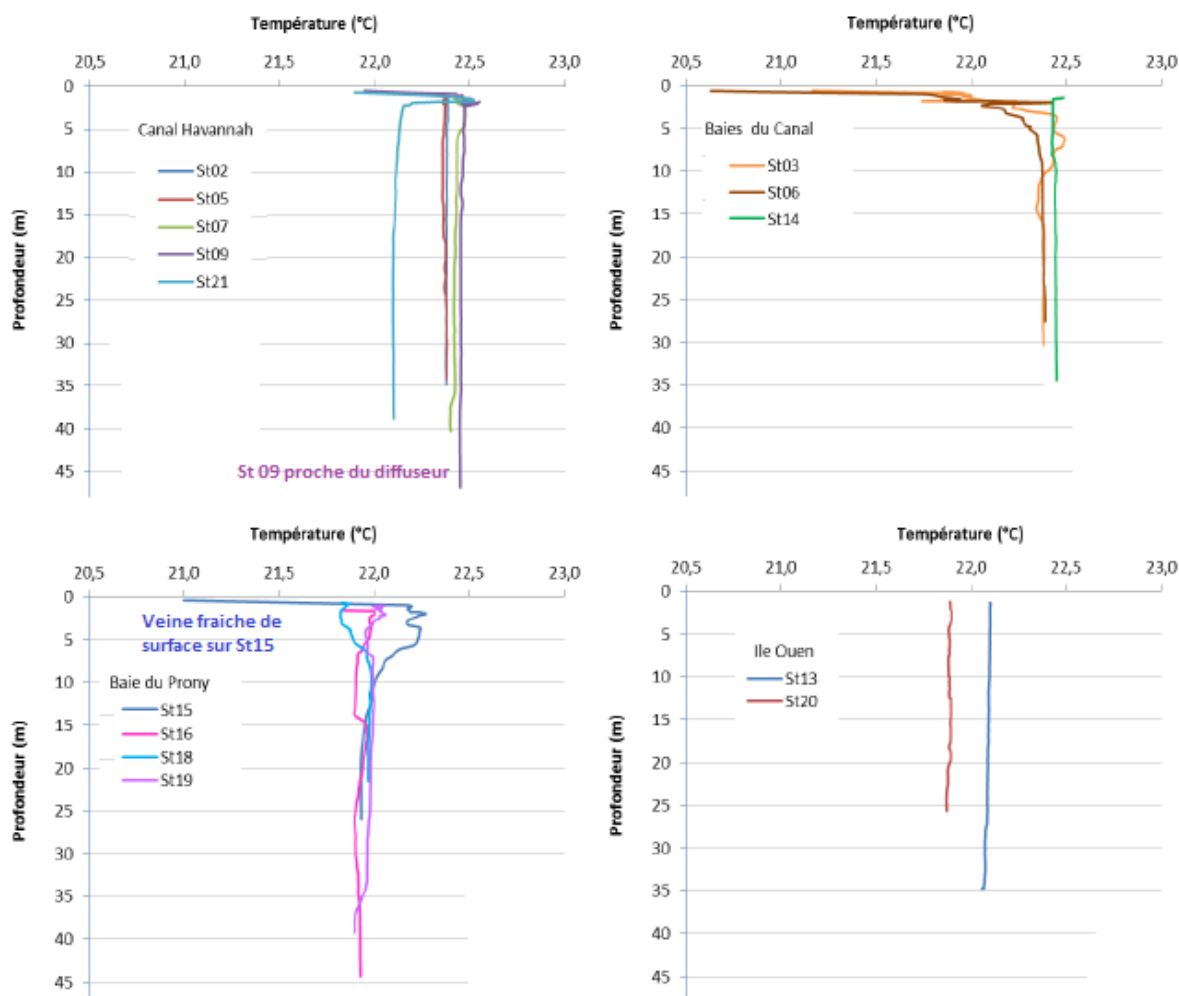 Température (°C)
20,5 21,0 21,5 22,0 22,5 23,0
0
5
10
15
20
25
30
35
40
45
Profondeur (m)
Canal Havannah
St02
St05
St07
St09
St21
St 09 proche du diffuseur
Température (°C)
20,5 21,0 21,5 22,0 22,5 23,0
0
5
10
15
20
25
30
35
40
45
Profondeur (m)
Baies du Canal
St03
St06
St14
Température (°C)
20,5 21,0 21,5 22,0 22,5 23,0
0
5
10
15
20
25
30
35
40
45
Profondeur (m)
Veine fraiche de
surface sur St15
Baie du Prony
St15
St16
St18
St19
Température (°C)
20,5 21,0 21,5 22,0 22,5 23,0
0
5
10
15
20
25
30
35
40
45
Profondeur (m)
Ile Ouen
St13
St20